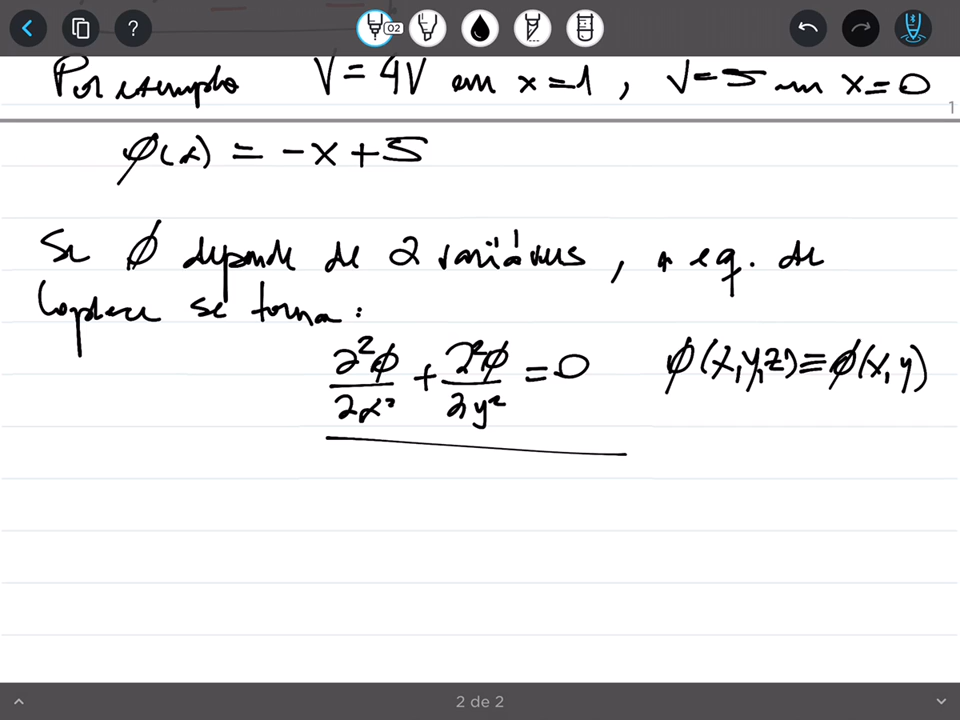 02
Por exemplo V = 4V em x = 1 , V = 5 em x = 0
1
φ(x) = -x + 5
Se φ depende de 2 variáveis , a eq. de
Laplace se torna :
∂²φ/∂x² + ∂²φ/∂y² = 0 φ(x,y,z) ≡ φ(x,y)
2 de 2